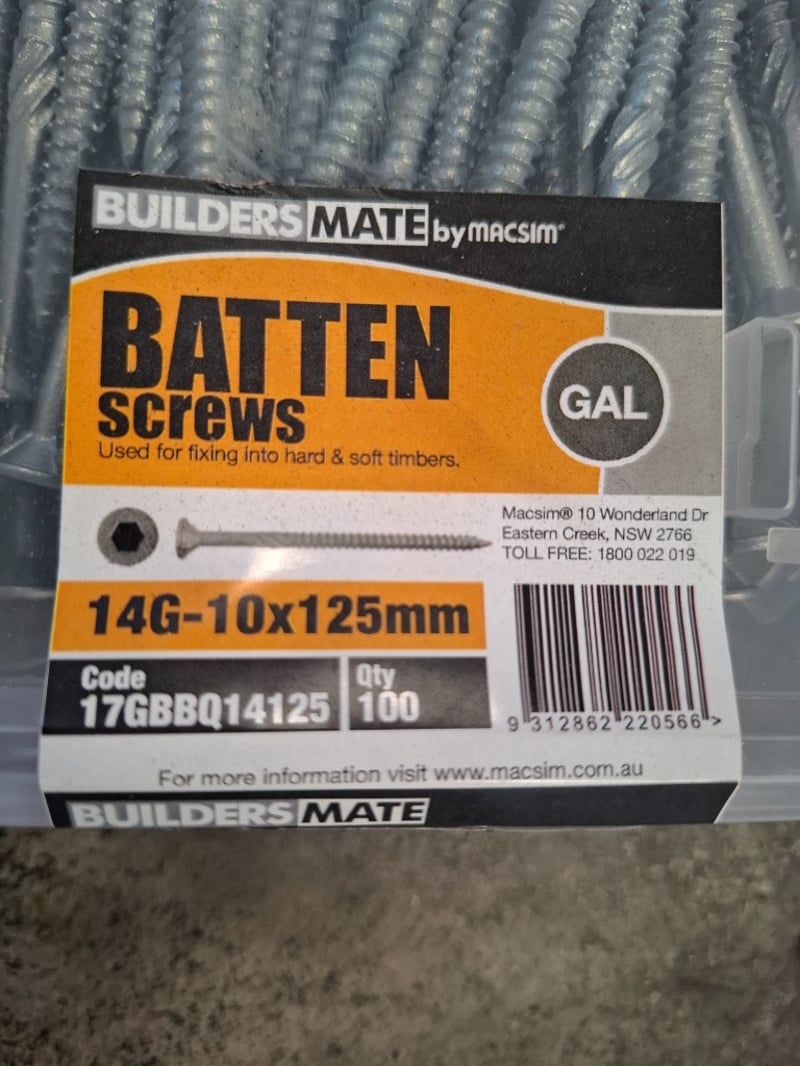 BUILDERS MATE by MACSIM®
BATTEN
screws
Used for fixing into hard & soft timbers.
GAL
Macsim® 10 Wonderland Dr
Eastern Creek, NSW 2766
TOLL FREE: 1800 022 019
14G-10x125mm
Code
17GBBQ14125
Qty
100
9 312862 220566 >
For more information visit www.macsim.com.au
BUILDERS MATE